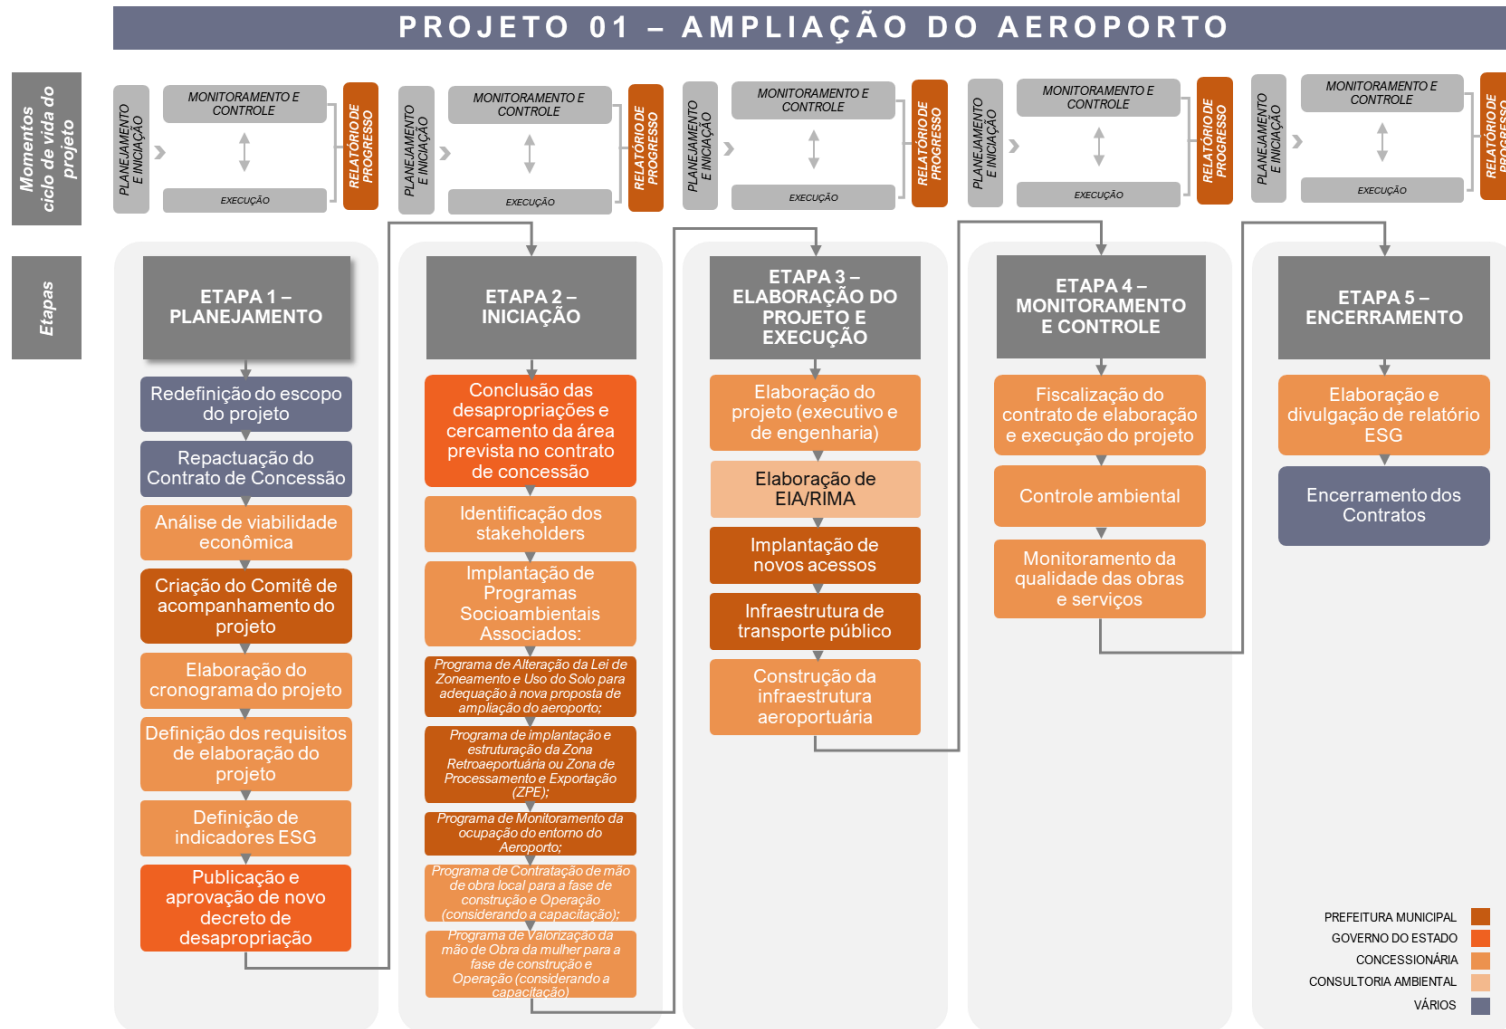 PROJETO 01 – AMPLIAÇÃO DO AEROPORTO
Momentos
ciclo de vida do
projeto
PLANEJAMENTO
E INICIAÇÃO
MONITORAMENTO E
CONTROLE
EXECUÇÃO
RELATÓRIO DE
PROGRESSO
PLANEJAMENTO
E INICIAÇÃO
MONITORAMENTO E
CONTROLE
EXECUÇÃO
RELATÓRIO DE
PROGRESSO
PLANEJAMENTO
E INICIAÇÃO
MONITORAMENTO E
CONTROLE
EXECUÇÃO
RELATÓRIO DE
PROGRESSO
PLANEJAMENTO
E INICIAÇÃO
MONITORAMENTO E
CONTROLE
EXECUÇÃO
RELATÓRIO DE
PROGRESSO
PLANEJAMENTO
E INICIAÇÃO
MONITORAMENTO E
CONTROLE
EXECUÇÃO
RELATÓRIO DE
PROGRESSO
Etapas
ETAPA 1 –
PLANEJAMENTO
Redefinição do escopo
do projeto
Repactuação do
Contrato de Concessão
Análise de viabilidade
econômica
Criação do Comitê de
acompanhamento do
projeto
Elaboração do
cronograma do projeto
Definição dos requisitos
de elaboração do
projeto
Definição de
indicadores ESG
Publicação e
aprovação de novo
decreto de
desapropriação
ETAPA 2 –
INICIAÇÃO
Conclusão das
desapropriações e
cercamento da área
prevista no contrato
de concessão
Identificação dos
stakeholders
Implantação de
Programas
Socioambientais
Associados:
Programa de Alteração da Lei de
Zoneamento e Uso do Solo para
adequação à nova proposta de
ampliação do aeroporto;
Programa de implantação e
estruturação da Zona
Retroaeportuária ou Zona de
Processamento e Exportação
(ZPE);
Programa de Monitoramento da
ocupação do entorno do
Aeroporto;
Programa de Contratação de mão
de obra local para a fase de
construção e Operação
(considerando a capacitação);
Programa de Valorização da
mão de Obra da mulher para a
fase de construção e
Operação (considerando a
capacitação)
ETAPA 3 –
ELABORAÇÃO DO
PROJETO E
EXECUÇÃO
Elaboração do
projeto (executivo e
de engenharia)
Elaboração de
EIA/RIMA
Implantação de
novos acessos
Infraestrutura de
transporte público
Construção da
infraestrutura
aeroportuária
ETAPA 4 –
MONITORAMENTO
E CONTROLE
Fiscalização do
contrato de elaboração
e execução do projeto
Controle ambiental
Monitoramento da
qualidade das obras
e serviços
ETAPA 5 –
ENCERRAMENTO
Elaboração e
divulgação de relatório
ESG
Encerramento dos
Contratos
PREFEITURA MUNICIPAL
GOVERNO DO ESTADO
CONCESSIONÁRIA
CONSULTORIA AMBIENTAL
VÁRIOS